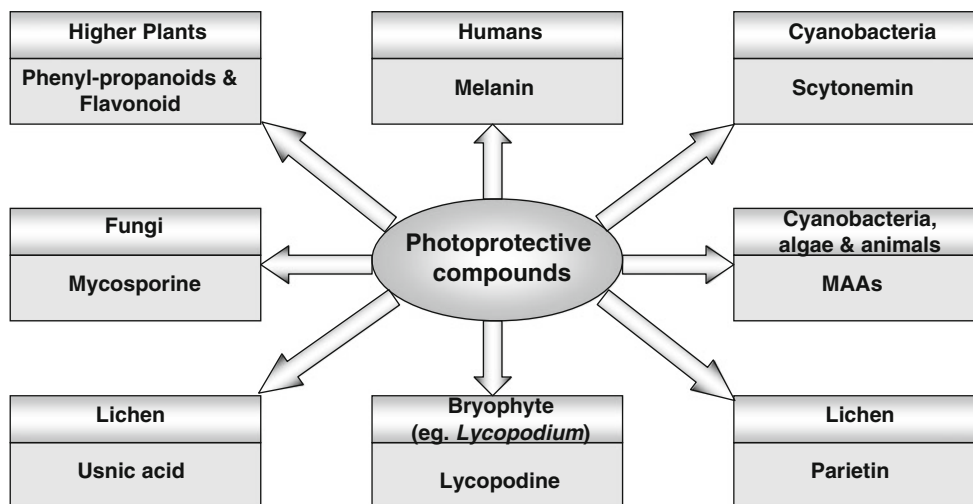 Higher Plants
Phenyl-propanoids &
Flavonoid
Humans
Melanin
Cyanobacteria
Scytonemin
Fungi
Mycosporine
Photoprotective
compounds
Cyanobacteria,
algae & animals
MAAs
Lichen
Usnic acid
Bryophyte
(eg. Lycopodium)
Lycopodine
Lichen
Parietin